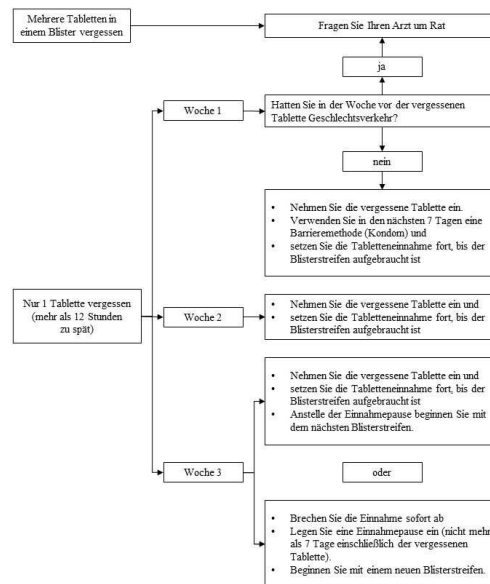 Mehrere Tabletten in
einem Blister vergessen
Fragen Sie Ihren Arzt um Rat
ja
Woche 1
Hatten Sie in der Woche vor der vergessenen
Tablette Geschlechtsverkehr?
nein
• Nehmen Sie die vergessene Tablette ein.
• Verwenden Sie in den nächsten 7 Tagen eine
Barrieremethode (Kondom) und
• setzen Sie die Tabletteneinnahme fort, bis der
Blisterstreifen aufgebraucht ist
Nur 1 Tablette vergessen
(mehr als 12 Stunden
zu spät)
Woche 2
• Nehmen Sie die vergessene Tablette ein und
• setzen Sie die Tabletteneinnahme fort, bis der
Blisterstreifen aufgebraucht ist
• Nehmen Sie die vergessene Tablette ein und
• setzen Sie die Tabletteneinnahme fort, bis der
Blisterstreifen aufgebraucht ist
• Anstelle der Einnahmepause beginnen Sie mit
dem nächsten Blisterstreifen.
Woche 3
oder
• Brechen Sie die Einnahme sofort ab
• Legen Sie eine Einnahmepause ein (nicht mehr
als 7 Tage einschließlich der vergessenen
Tablette).
• Beginnen Sie mit einem neuen Blisterstreifen.